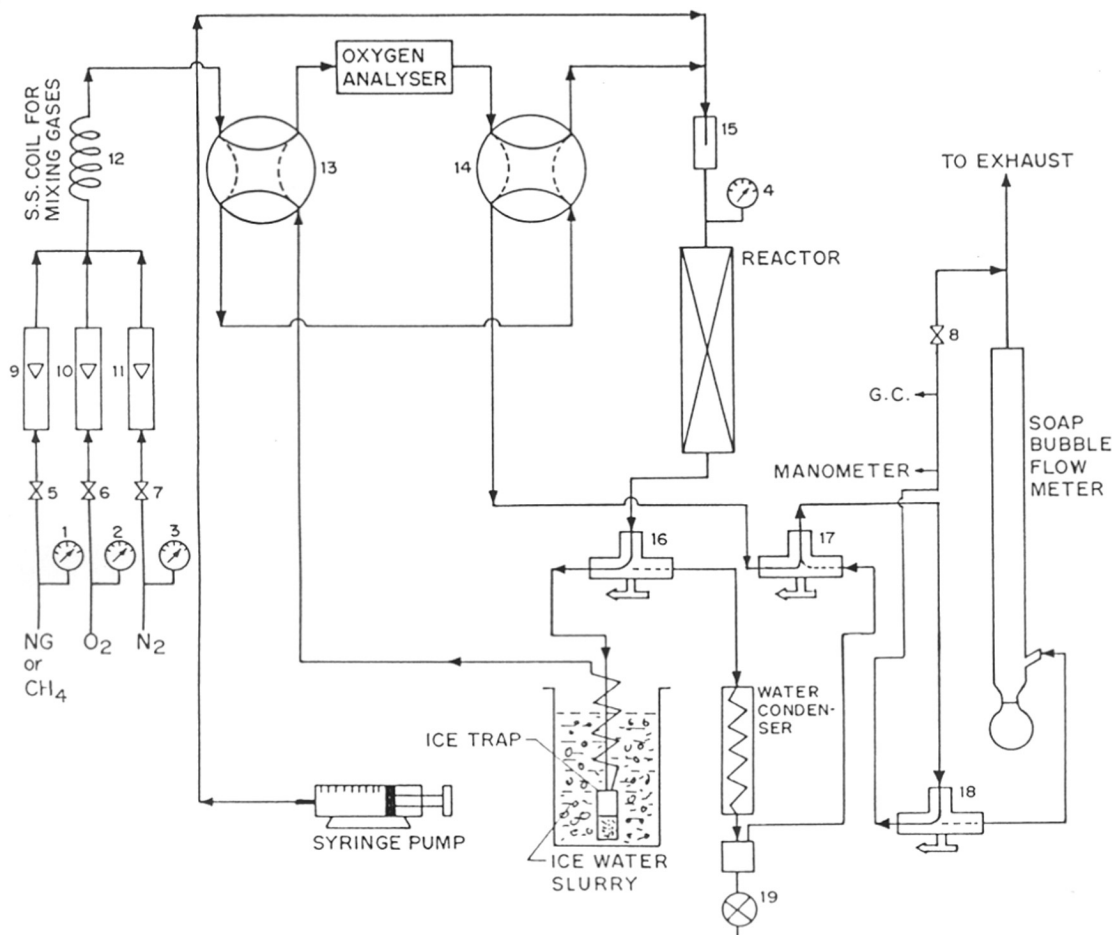 OXYGEN
ANALYSER
S.S. COIL FOR
MIXING GASES
12
13
14
15
4
TO EXHAUST
REACTOR
8
9
10
11
G.C.
SOAP
BUBBLE
FLOW
METER
MANOMETER
5
6
7
1
2
3
16
17
NG
or
CH4
O2
N2
WATER
CONDEN-
SER
ICE TRAP
18
SYRINGE PUMP
ICE WATER
SLURRY
19